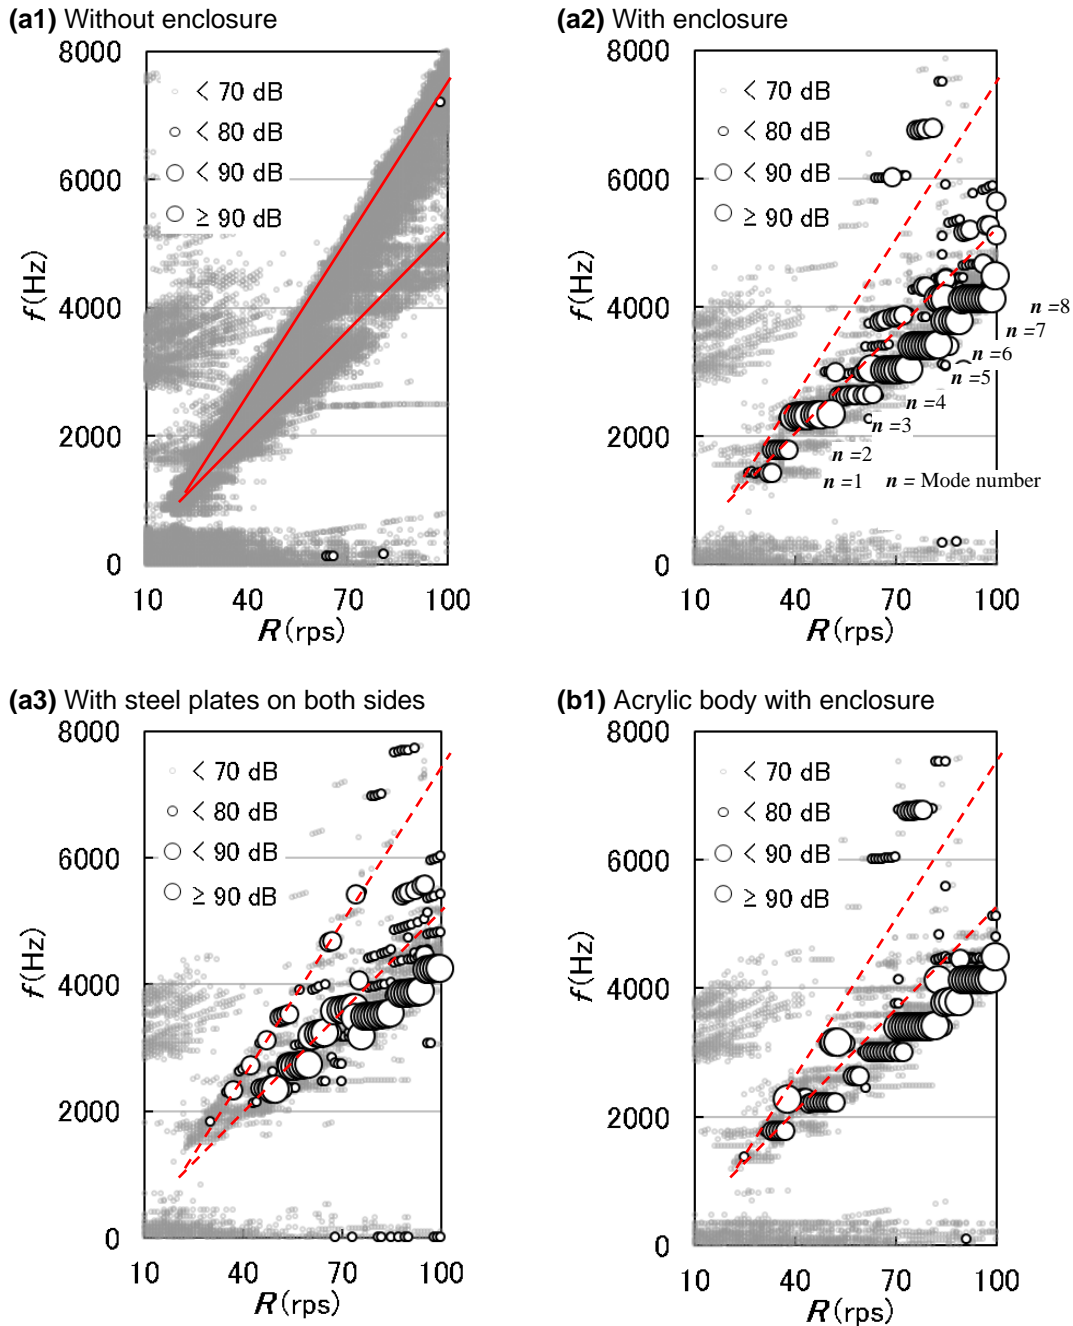 (a1) Without enclosure
8000
6000
4000
2000
0
f(Hz)
< 70 dB
< 80 dB
< 90 dB
≥ 90 dB
10 40 70 100
R(rps)
(a2) With enclosure
8000
6000
4000
2000
0
f(Hz)
< 70 dB
< 80 dB
< 90 dB
≥ 90 dB
n =8
n =7
n =6
n =5
n =4
n =3
n =2
n =1 n = Mode number
10 40 70 100
R(rps)
(a3) With steel plates on both sides
8000
6000
4000
2000
0
f(Hz)
< 70 dB
< 80 dB
< 90 dB
≥ 90 dB
10 40 70 100
R(rps)
(b1) Acrylic body with enclosure
8000
6000
4000
2000
0
f(Hz)
< 70 dB
< 80 dB
< 90 dB
≥ 90 dB
10 40 70 100
R(rps)